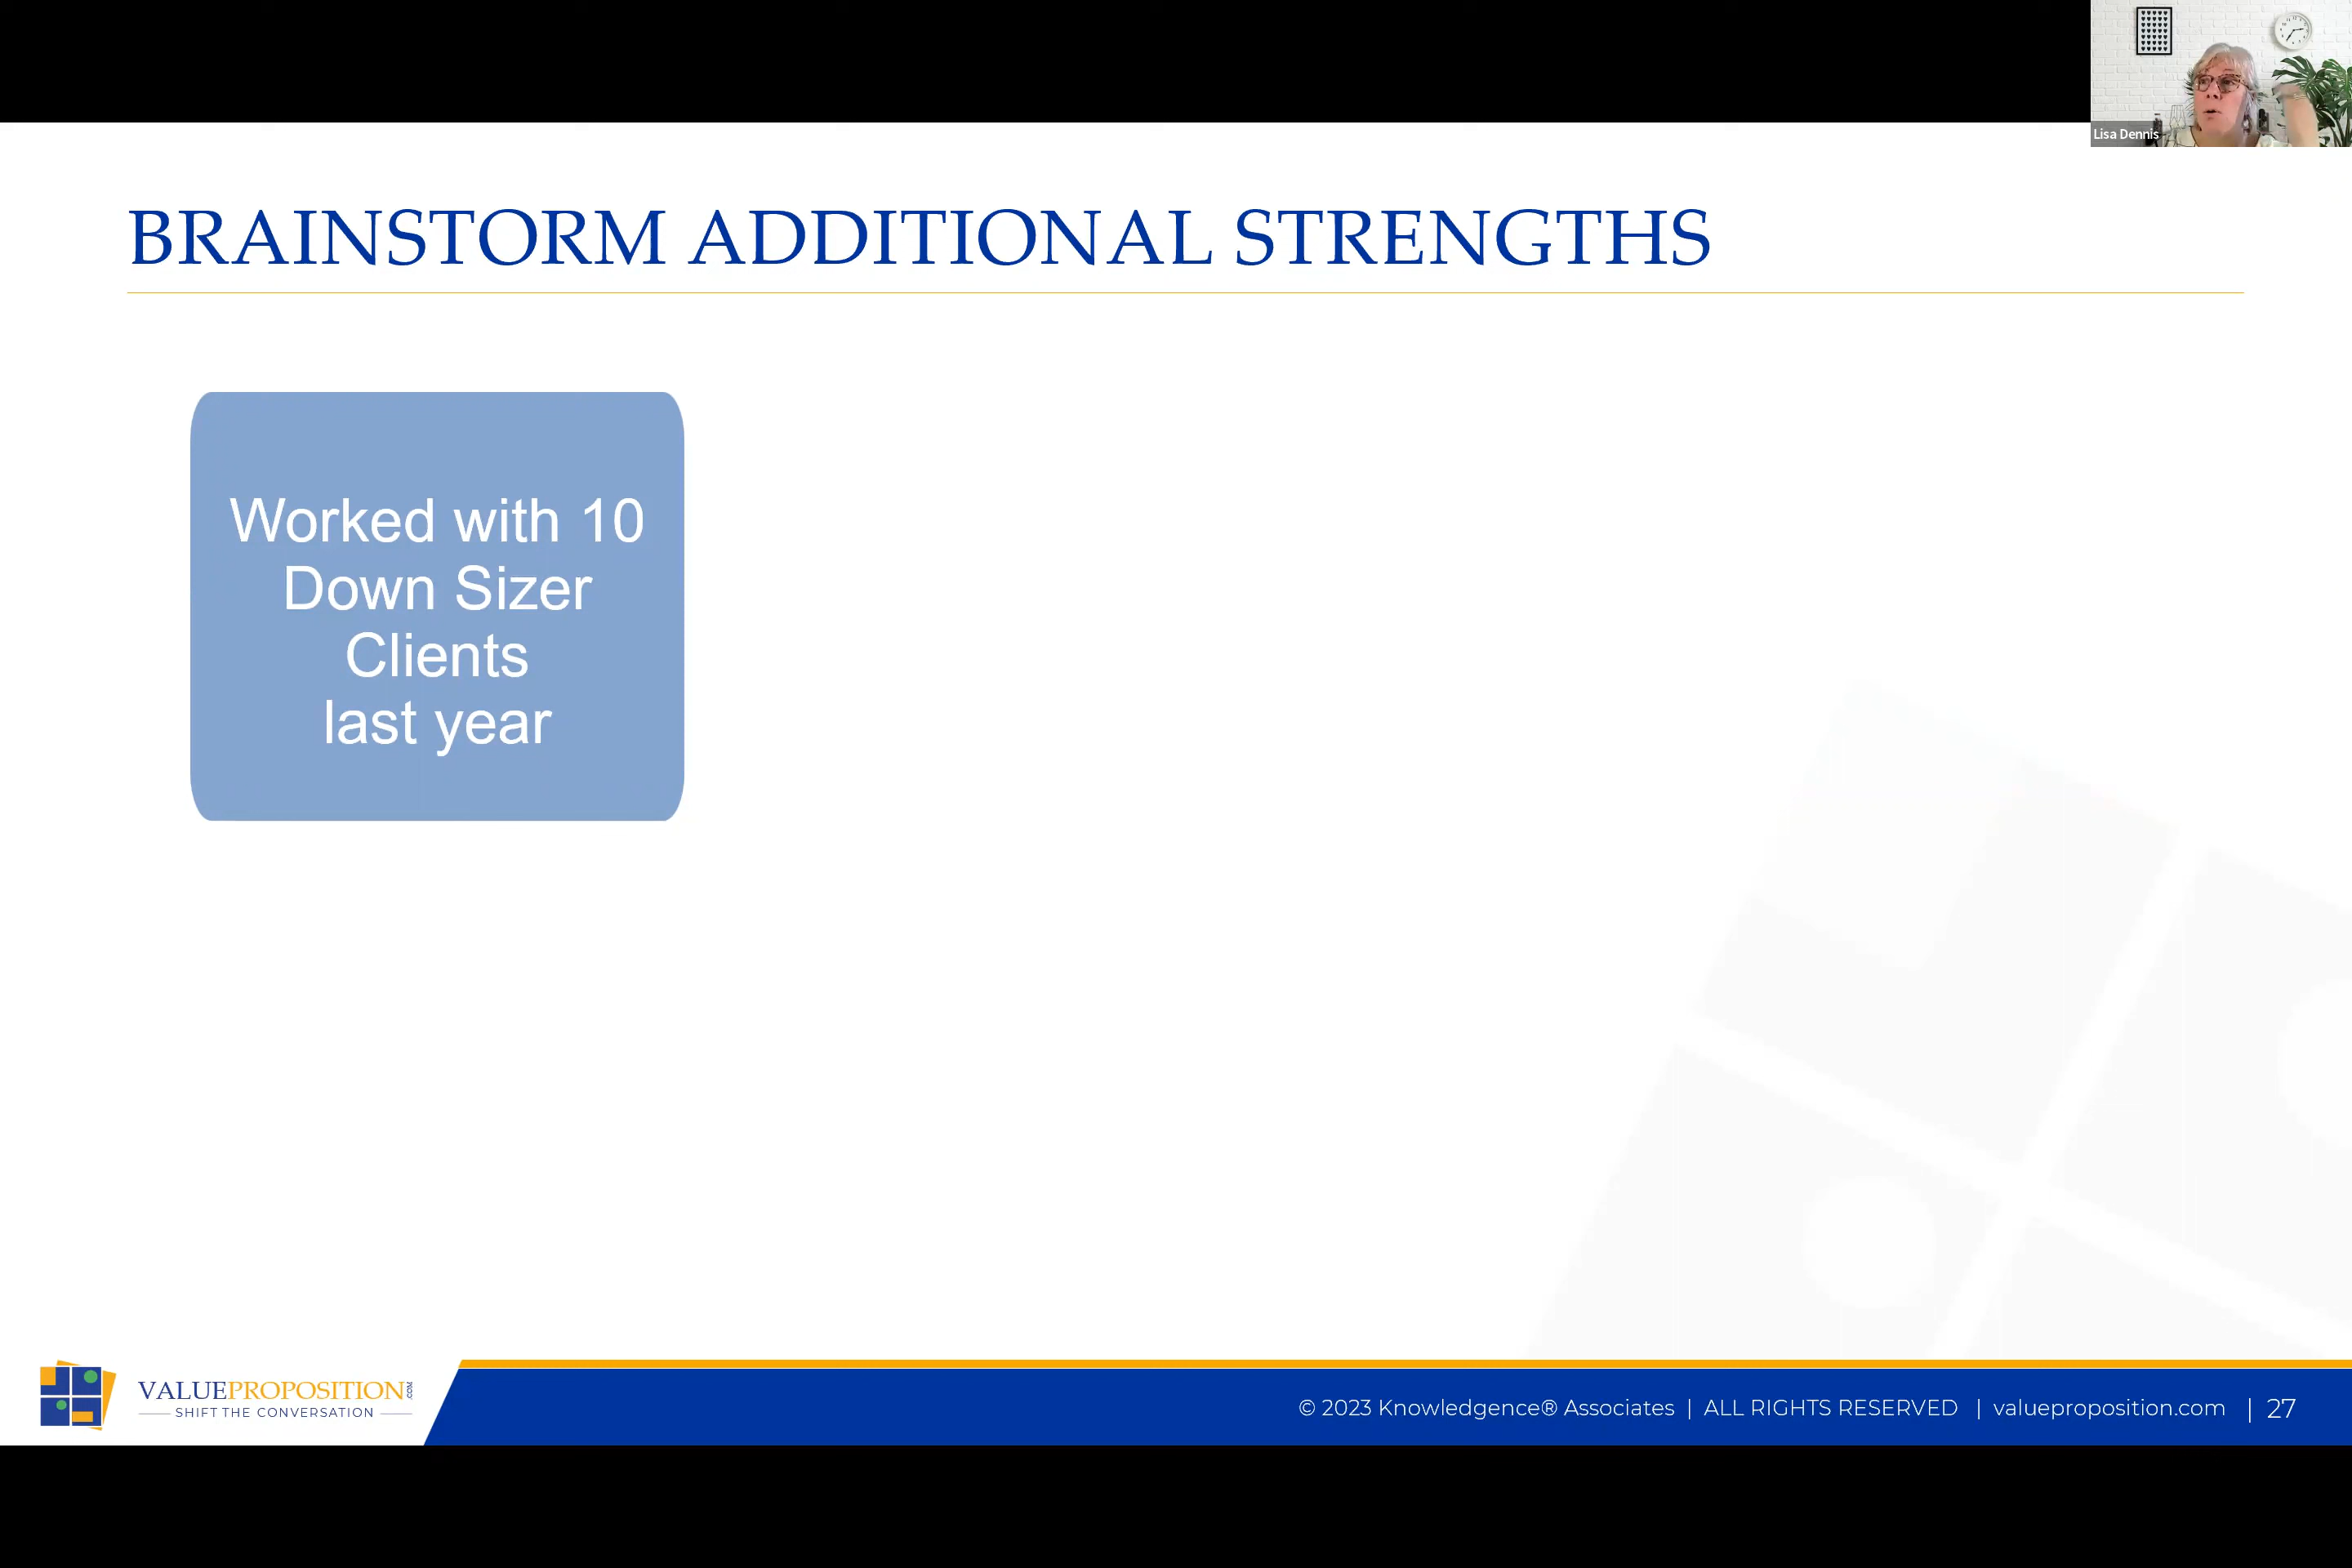 Lisa Dennis
BRAINSTORM ADDITIONAL STRENGTHS
Worked with 10
Down Sizer
Clients
last year
VALUEPROPOSITION.COM
SHIFT THE CONVERSATION
© 2023 Knowledgence® Associates | ALL RIGHTS RESERVED | valueproposition.com | 27